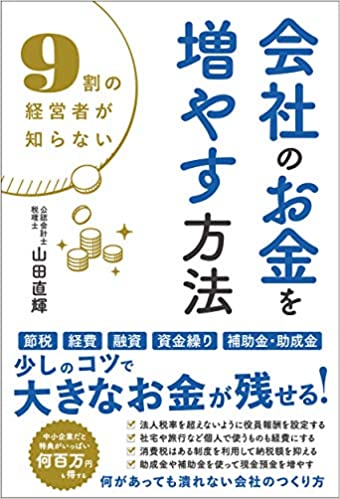 9割の
経営者が
知らない
会社のお金を
増やす方法
公認会計士
税理士
山田直輝
節税 経費 融資 資金繰り 補助金・助成金
少しのコツで
大きなお金が残せる!
中小企業だと
特典がいっぱい
何百万円
も得する
法人税率を超えないように役員報酬を設定する
社宅や旅行など個人で使うものも経費にする
消費税はある制度を利用して納税額を抑える
助成金や補助金を使って現金預金を増やす
何があっても潰れない会社のつくり方